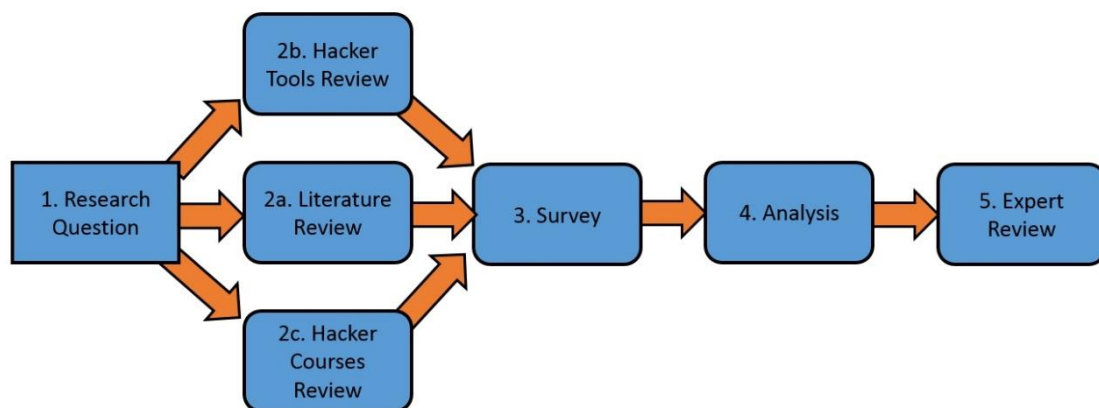 1. Research
Question
2b. Hacker
Tools Review
2a. Literature
Review
2c. Hacker
Courses
Review
3. Survey
4. Analysis
5. Expert
Review